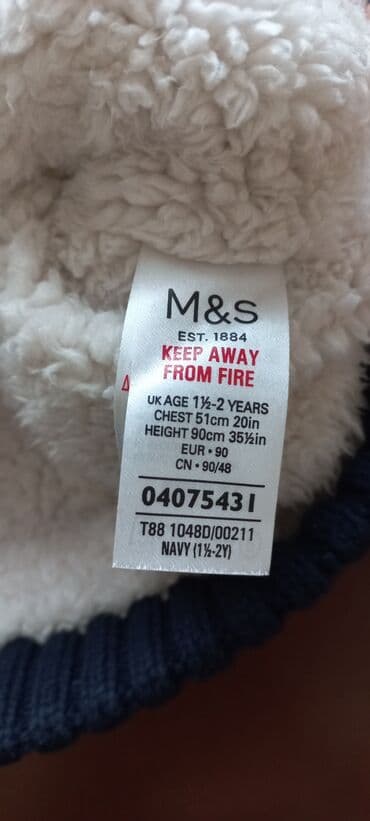 M&S
EST. 1884
KEEP AWAY
FROM FIRE
UK AGE 1½-2 YEARS
CHEST 51cm 20in
HEIGHT 90cm 35½in
EUR • 90
CN • 90/48
04075431
T88 1048D/00211
NAVY (1½-2Y)